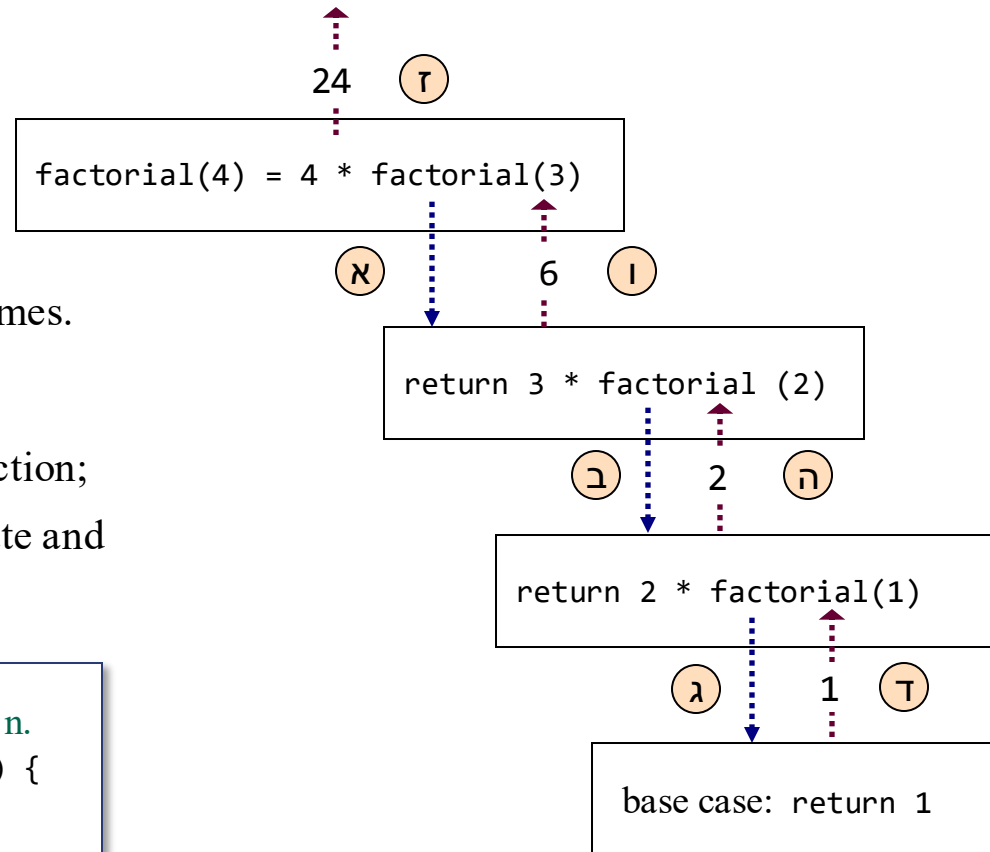 24 ז
factorial(4) = 4 * factorial(3)
א 6 ו
return 3 * factorial (2)
ב 2 ה
return 2 * factorial(1)
ג 1 ד
base case: return 1
mes.
ction;
te and
n.
) {